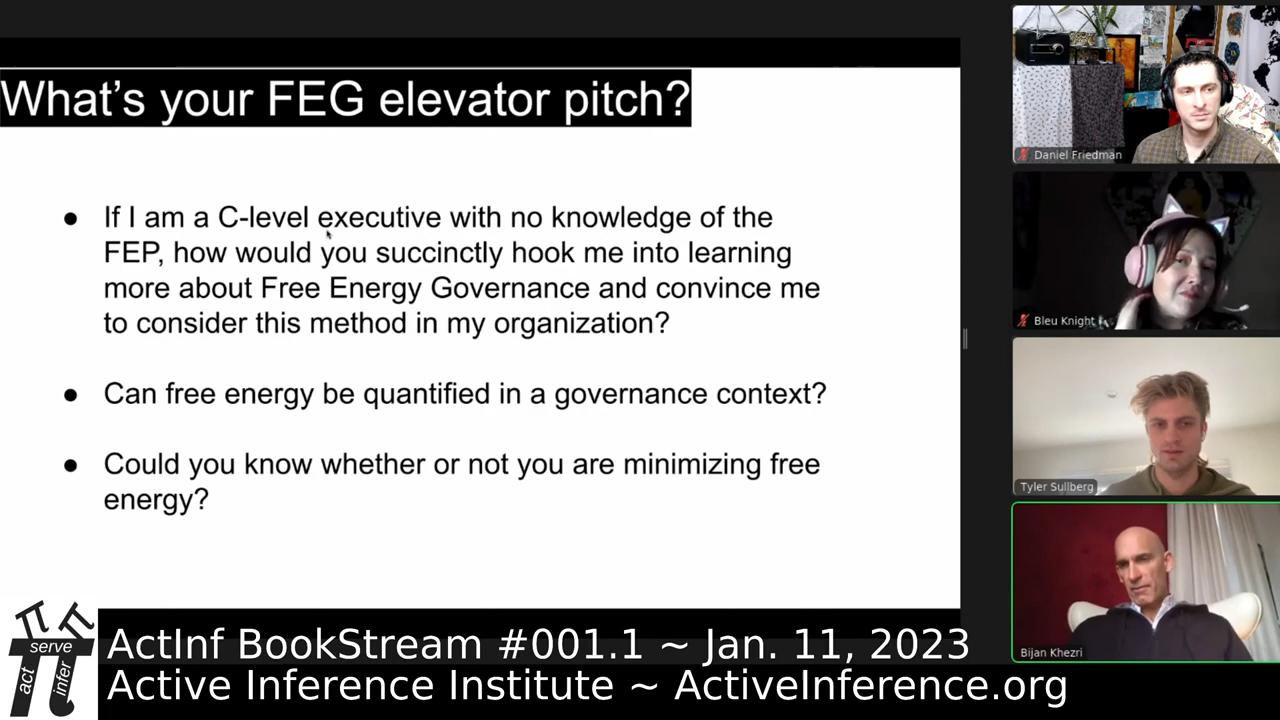 What's your FEG elevator pitch?
● If I am a C-level executive with no knowledge of the
FEP, how would you succinctly hook me into learning
more about Free Energy Governance and convince me
to consider this method in my organization?
● Can free energy be quantified in a governance context?
● Could you know whether or not you are minimizing free
energy?
Daniel Friedman
Bleu Knight
Tyler Sullberg
Bijan Khezri
serve
act
infer
ActInf BookStream #001.1 ~ Jan. 11, 2023
Active Inference Institute ~ ActiveInference.org